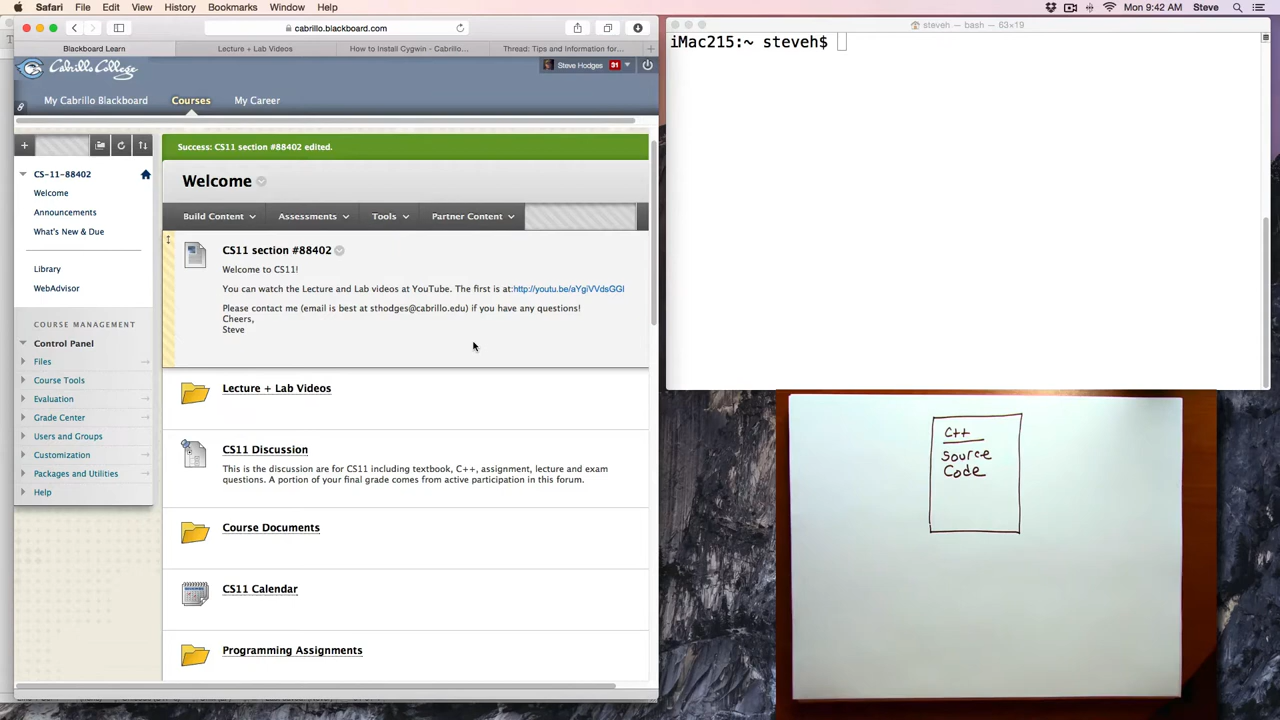 Safari File Edit View History Bookmarks Window Help
Mon 9:42 AM Steve
cabrillo.blackboard.com
Blackboard Learn
Lecture + Lab Videos
How to Install Cygwin - Cabrillo...
Thread: Tips and Information for...
Cabrillo College
Steve Hodges 31
My Cabrillo Blackboard
Courses
My Career
CS-11-88402
Welcome
Announcements
What's New & Due
Library
WebAdvisor
COURSE MANAGEMENT
Control Panel
Files
Course Tools
Evaluation
Grade Center
Users and Groups
Customization
Packages and Utilities
Help
Success: CS11 section #88402 edited.
Welcome
Build Content
Assessments
Tools
Partner Content
CS11 section #88402
Welcome to CS11!
You can watch the Lecture and Lab videos at YouTube. The first is at:http://youtu.be/aYgiVVdsGGI
Please contact me (email is best at sthodges@cabrillo.edu) if you have any questions!
Cheers,
Steve
Lecture + Lab Videos
CS11 Discussion
This is the discussion are for CS11 including textbook, C++, assignment, lecture and exam
questions. A portion of your final grade comes from active participation in this forum.
Course Documents
CS11 Calendar
Programming Assignments
steveh — bash — 63×19
iMac215:~ steveh$
C++
Source
Code